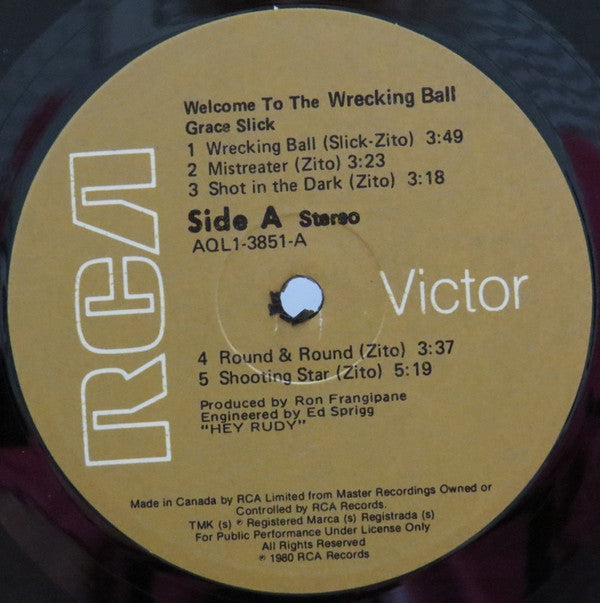 Welcome To The Wrecking Ball
Grace Slick
1 Wrecking Ball (Slick-Zito) 3:49
2 Mistreater (Zito) 3:23
3 Shot in the Dark (Zito) 3:18
Side A Stereo
AQL1-3851-A
RCA
Victor
4 Round & Round (Zito) 3:37
5 Shooting Star (Zito) 5:19
Produced by Ron Frangipane
Engineered by Ed Sprigg
"HEY RUDY"
Made in Canada by RCA Limited from Master Recordings Owned or
Controlled by RCA Records.
TMK (s) ® Registered Marca (s) Registrada (s)
For Public Performance Under License Only
All Rights Reserved
℗ 1980 RCA Records